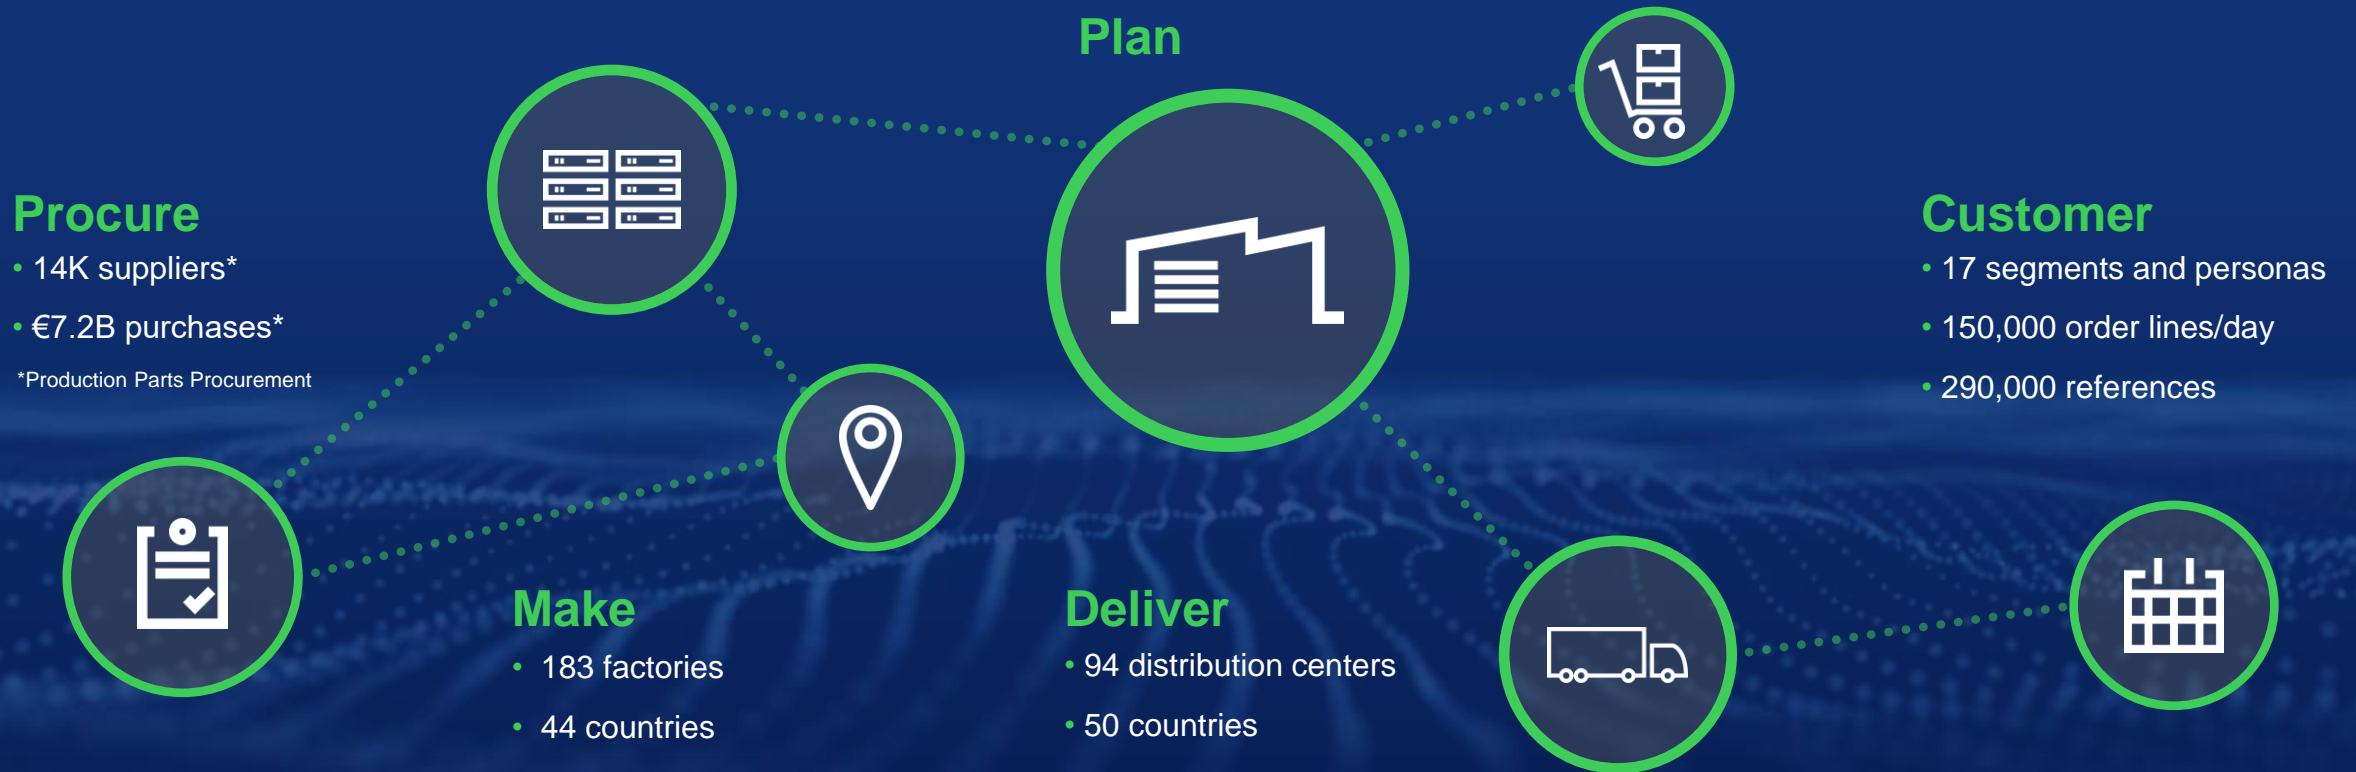 Plan
Procure
• 14K suppliers*
• €7.2B purchases*
*Production Parts Procurement
Customer
• 17 segments and personas
• 150,000 order lines/day
• 290,000 references
Make
• 183 factories
• 44 countries
Deliver
• 94 distribution centers
• 50 countries